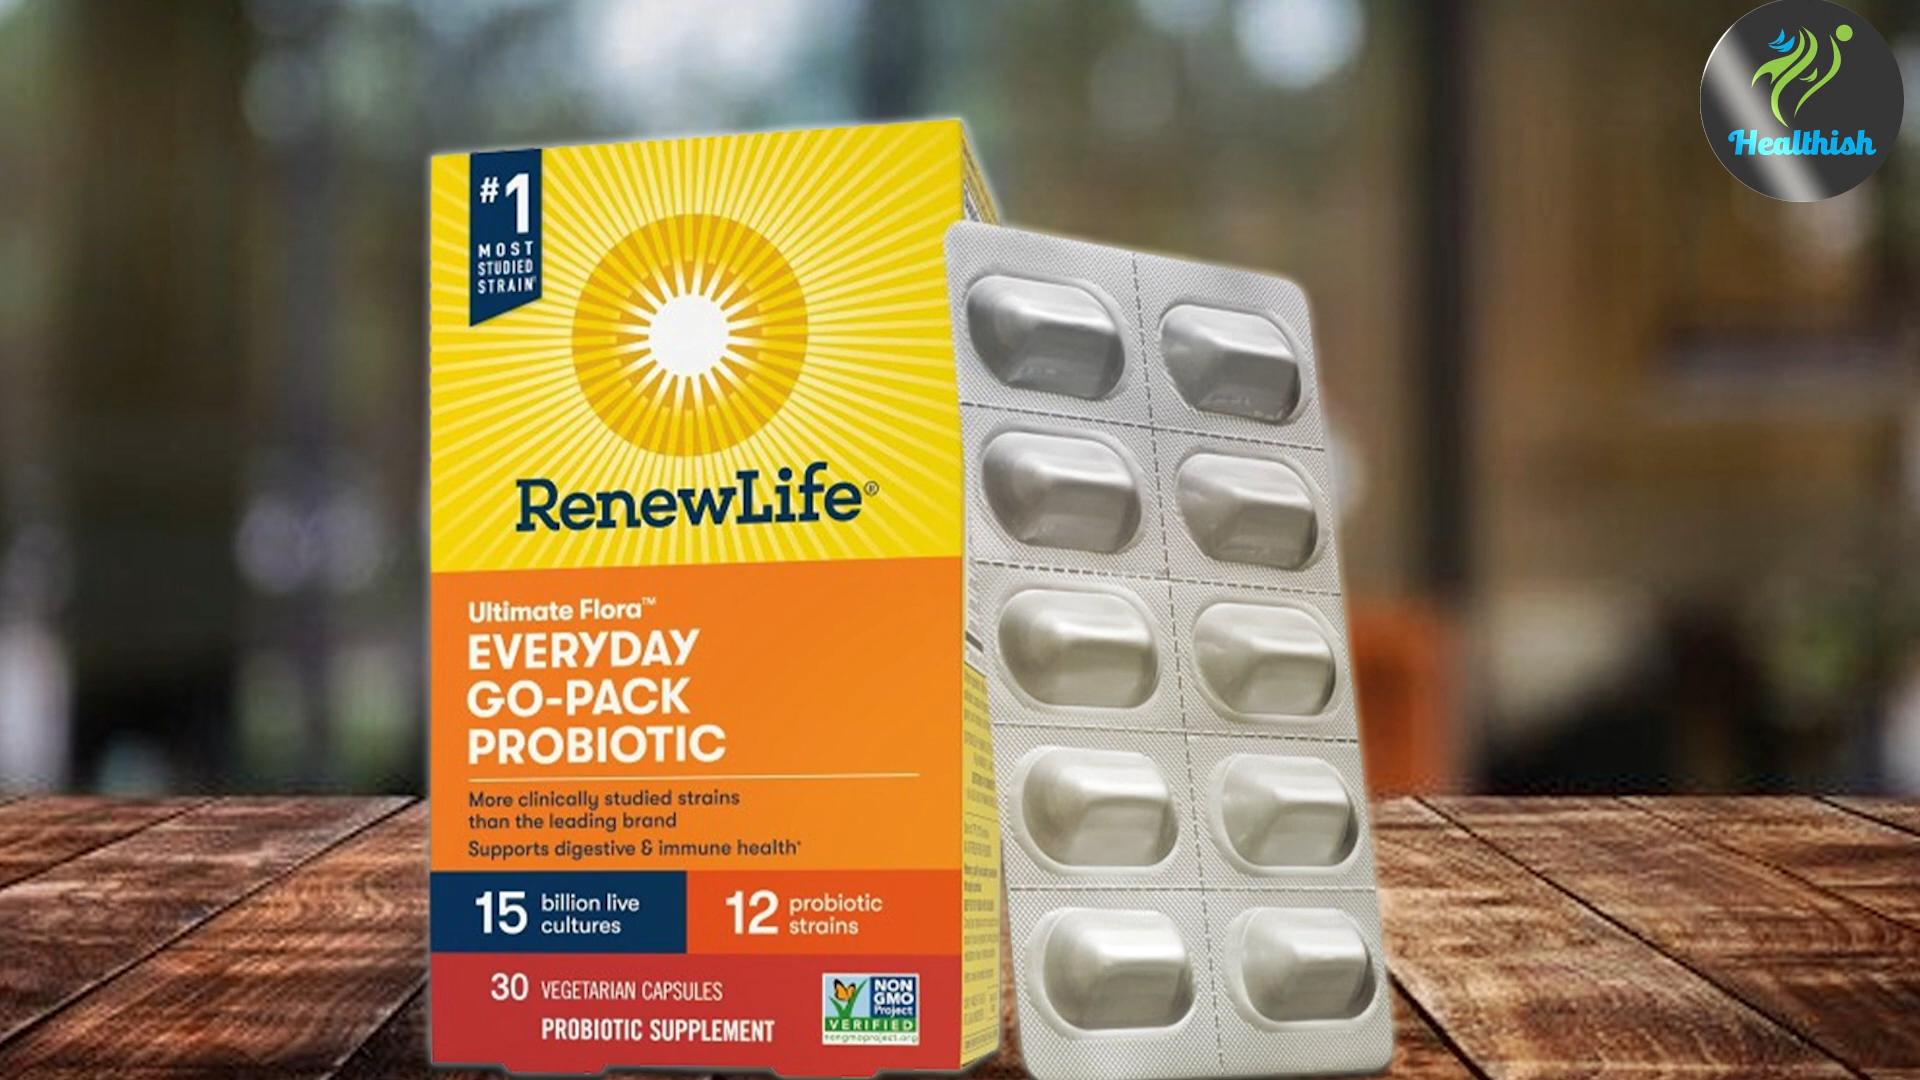 Healthish
#1
MOST
STUDIED
STRAIN†
RenewLife®
Ultimate Flora™
EVERYDAY
GO-PACK
PROBIOTIC
More clinically studied strains
than the leading brand
Supports digestive & immune health*
15 billion live
cultures
12 probiotic
strains
30 VEGETARIAN CAPSULES
PROBIOTIC SUPPLEMENT
NON
GMO
Project
VERIFIED
nongmoproject.org